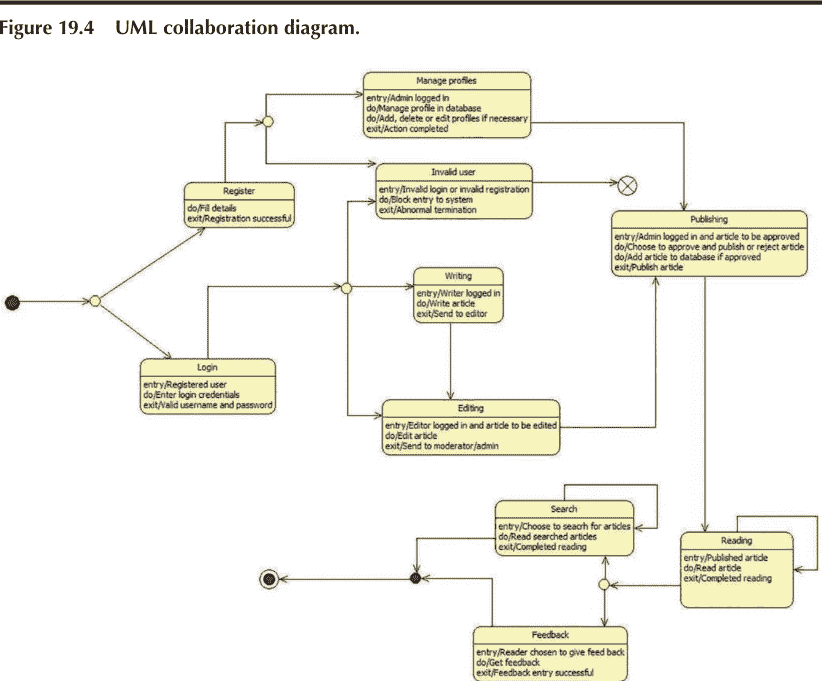 Figure 19.4 UML collaboration diagram.
Manage profiles
entry/Admin logged in
do/Manage profile in database
do/Add, delete or edit profiles if necessary
exit/Action completed
Invalid user
entry/Invalid login or invalid registration
do/Block entry to system
exit/Abnormal termination
Register
do/Fill details
exit/Registration successful
Publishing
entry/Admin logged in and article to be approved
do/Choose to approve and publish or reject article
do/Add article to database if approved
exit/Publish article
Writing
entry/Writer logged in
do/Write article
exit/Send to editor
Login
entry/Registered user
do/Enter login credentials
exit/Valid username and password
Editing
entry/Editor logged in and article to be edited
do/Edit article
exit/Send to moderator/admin
Search
entry/Choose to seacrh for articles
do/Read searched articles
exit/Completed reading
Reading
entry/Published article
do/Read article
exit/Completed reading
Feedback
entry/Reader chosen to give feed back
do/Get feedback
exit/Feedback entry successful